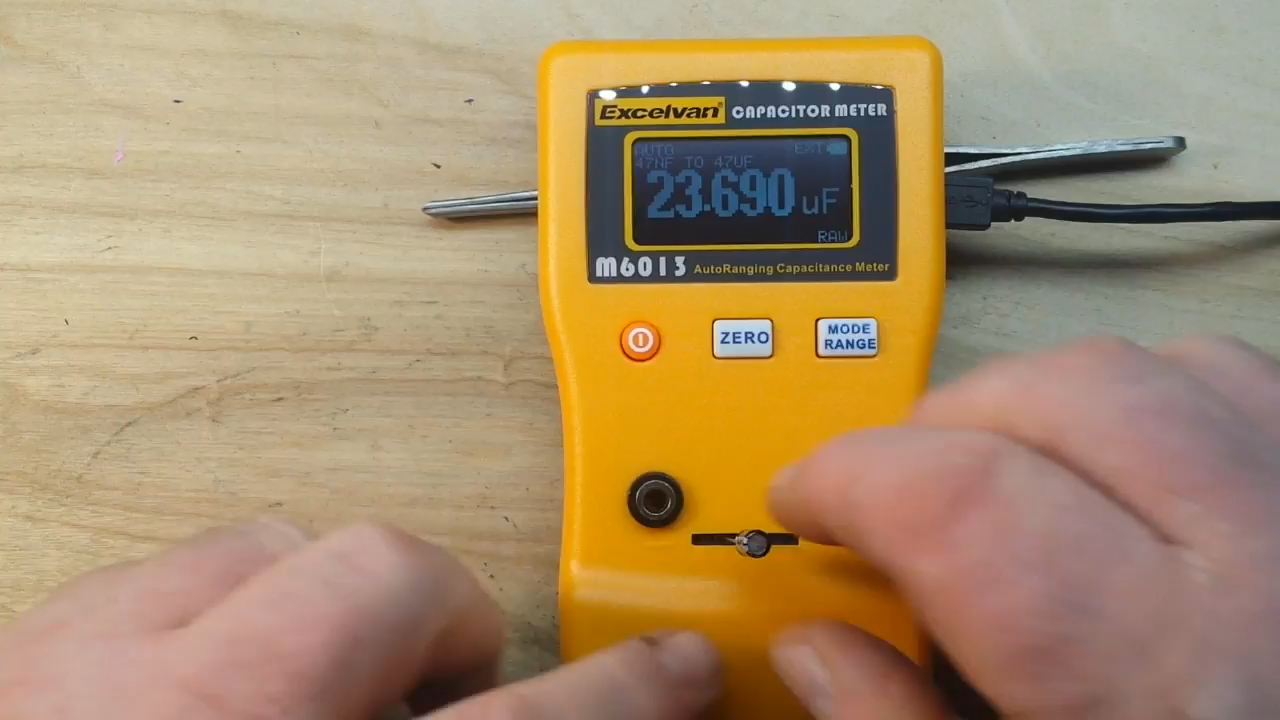 Excelvan® CAPACITOR METER
AUTO EXT
47NF TO 47UF
23.690 uF
RAW
M6013 AutoRanging Capacitance Meter
ZERO
MODE
RANGE